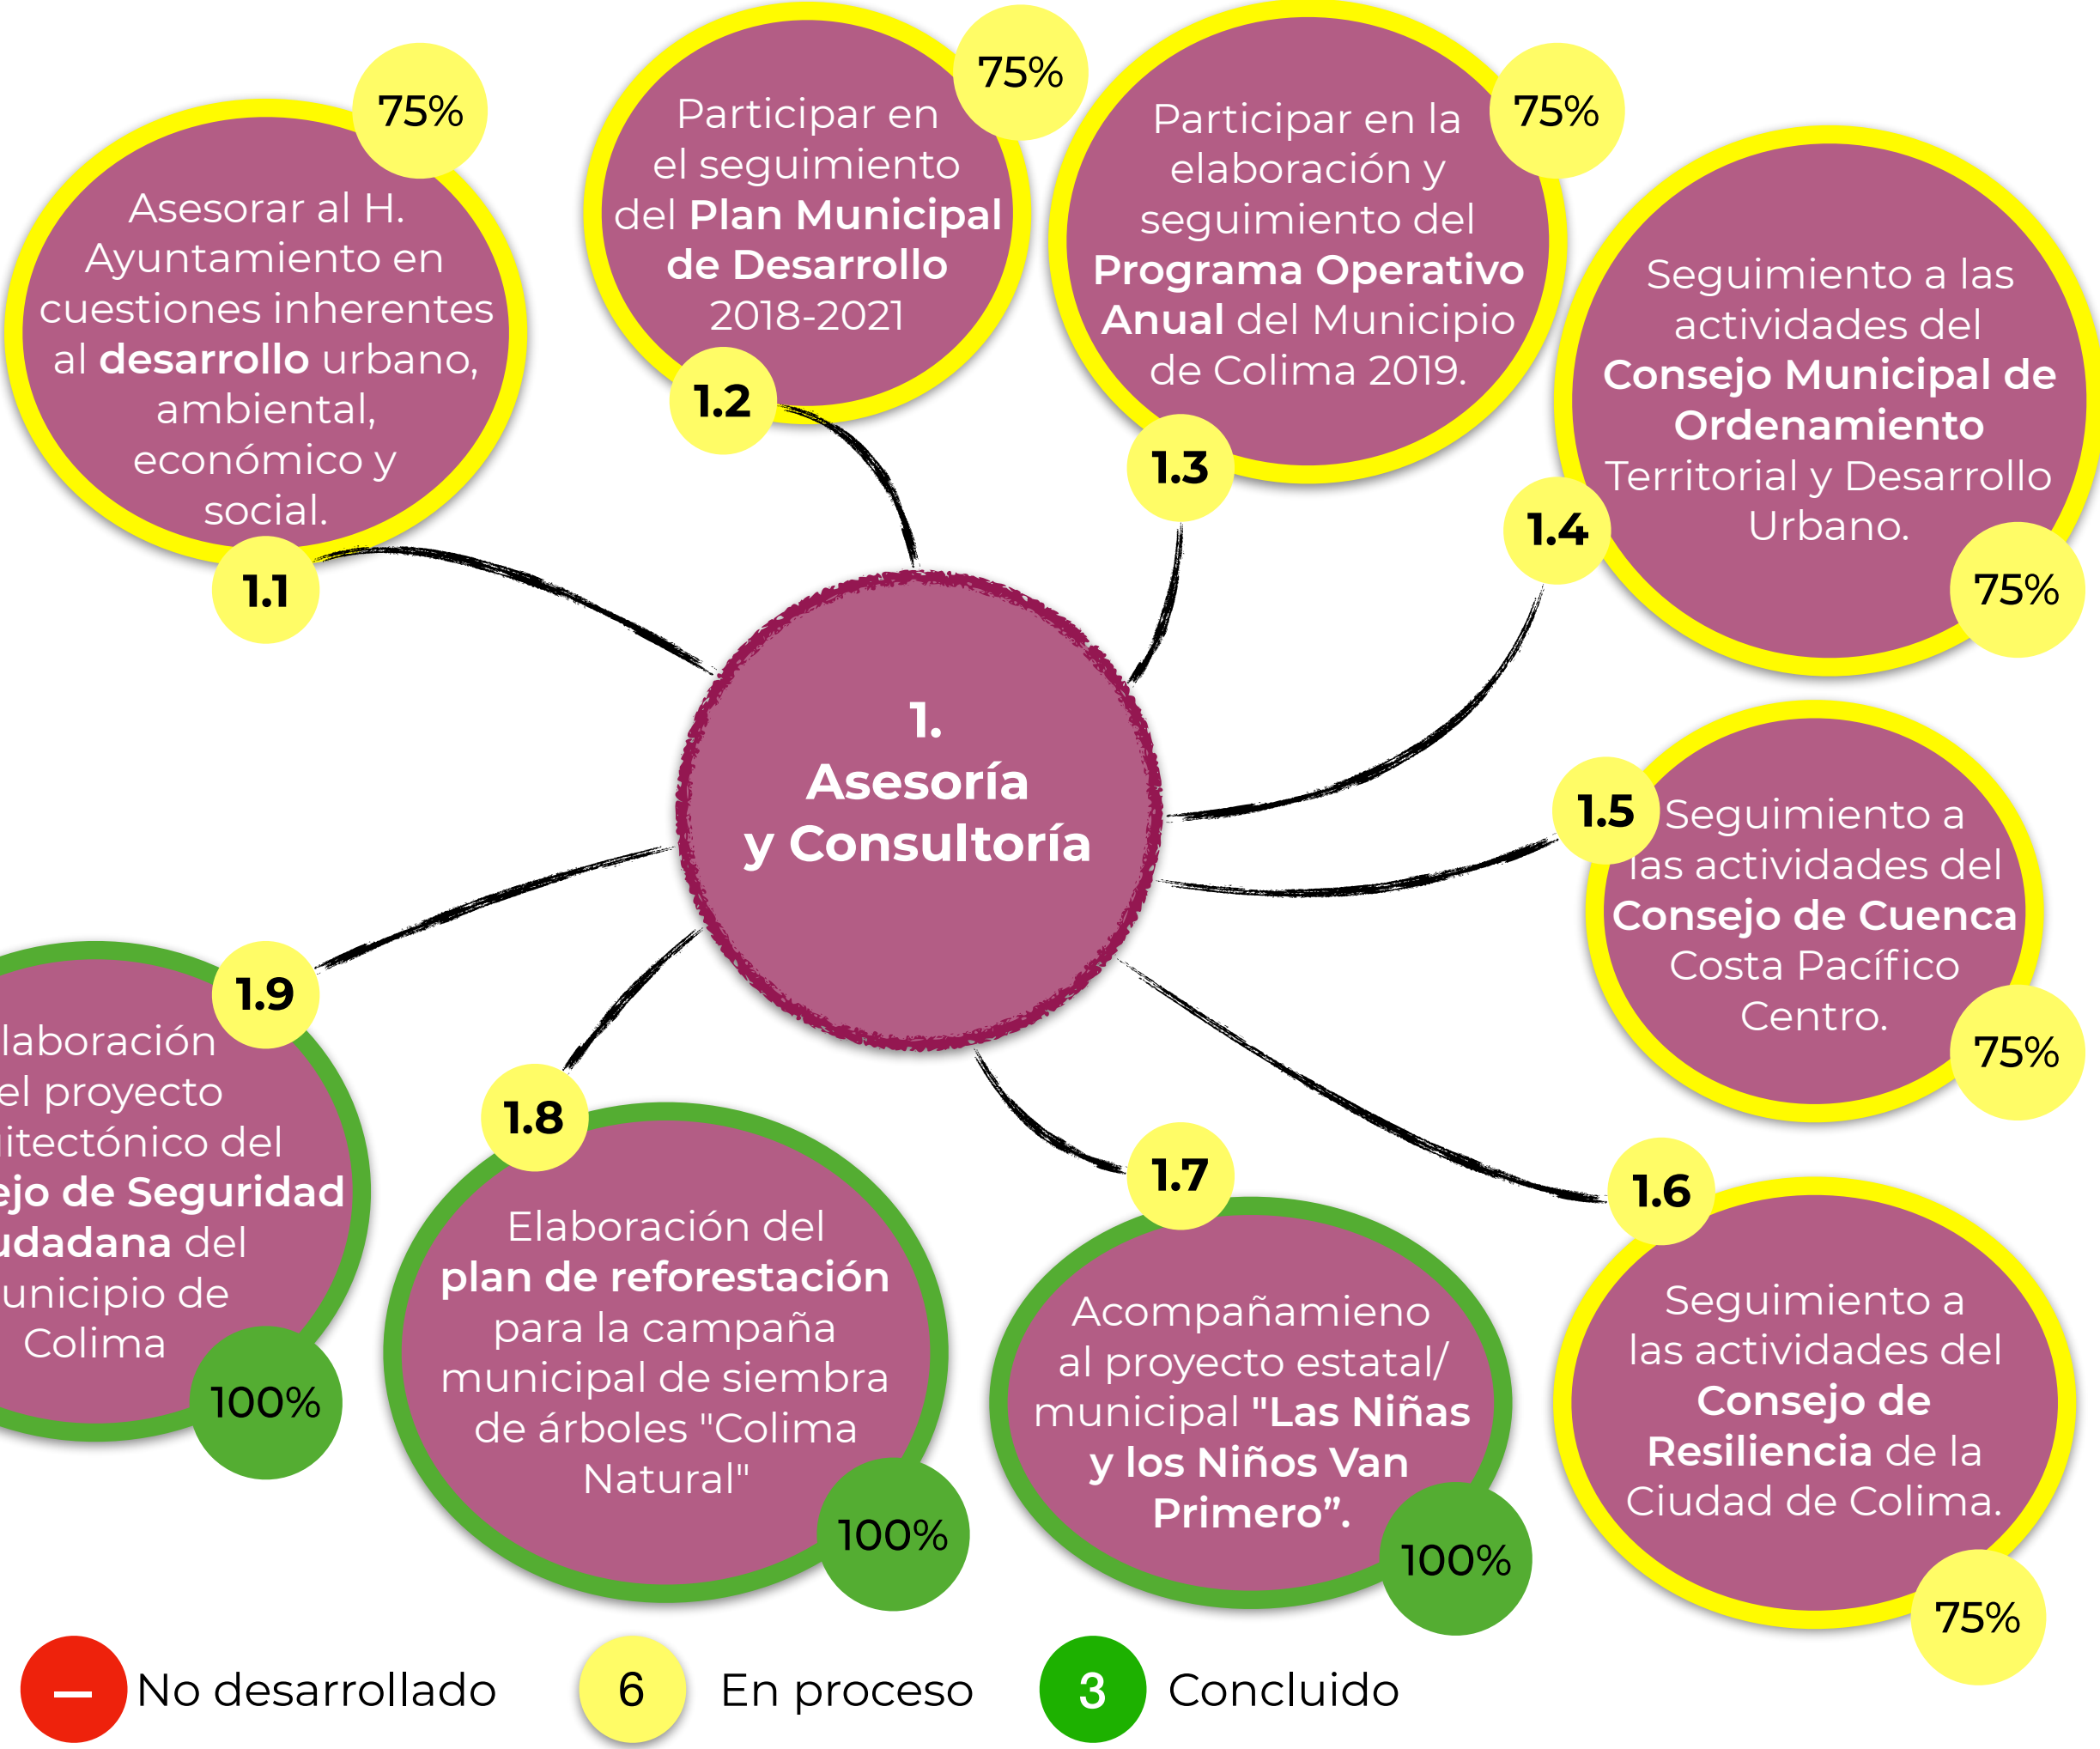 75%
Asesorar al H.
Ayuntamiento en
cuestiones inherentes
al desarrollo urbano,
ambiental,
económico y
social.
1.1
75%
Participar en
el seguimiento
del Plan Municipal
de Desarrollo
2018-2021
1.2
75%
Participar en la
elaboración y
seguimiento del
Programa Operativo
Anual del Municipio
de Colima 2019.
1.3
Seguimiento a las
actividades del
Consejo Municipal de
Ordenamiento
Territorial y Desarrollo
Urbano.
1.4
75%
1.
Asesoría
y Consultoría
1.5
Seguimiento a
las actividades del
Consejo de Cuenca
Costa Pacífico
Centro.
75%
1.6
Seguimiento a
las actividades del
Consejo de
Resiliencia de la
Ciudad de Colima.
75%
1.7
Acompañamieno
al proyecto estatal/
municipal "Las Niñas
y los Niños Van
Primero”.
100%
1.8
Elaboración del
plan de reforestación
para la campaña
municipal de siembra
de árboles "Colima
Natural"
100%
1.9
laboración
el proyecto
itectónico del
ejo de Seguridad
udadana del
unicipio de
Colima
100%
– No desarrollado
6 En proceso
3 Concluido